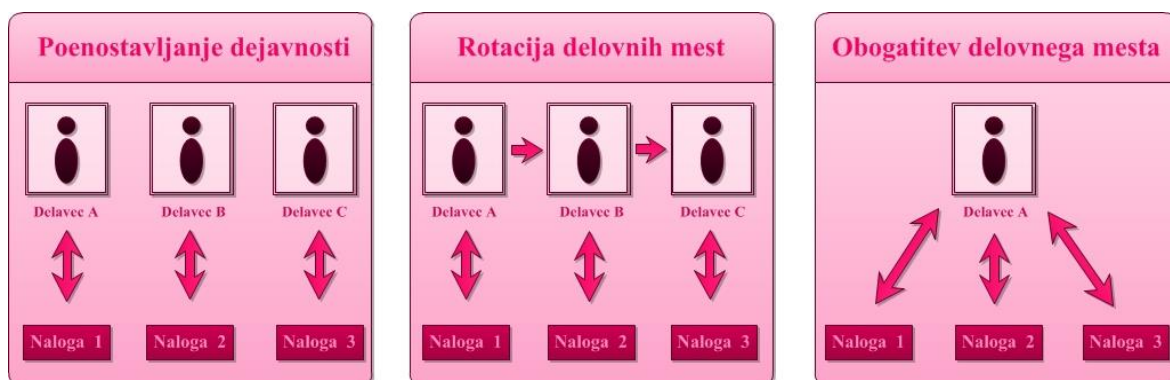 Poenostavljanje dejavnosti
Delavec A
Delavec B
Delavec C
Naloga 1
Naloga 2
Naloga 3
Rotacija delovnih mest
Delavec A
Delavec B
Delavec C
Naloga 1
Naloga 2
Naloga 3
Obogatitev delovnega mesta
Delavec A
Naloga 1
Naloga 2
Naloga 3